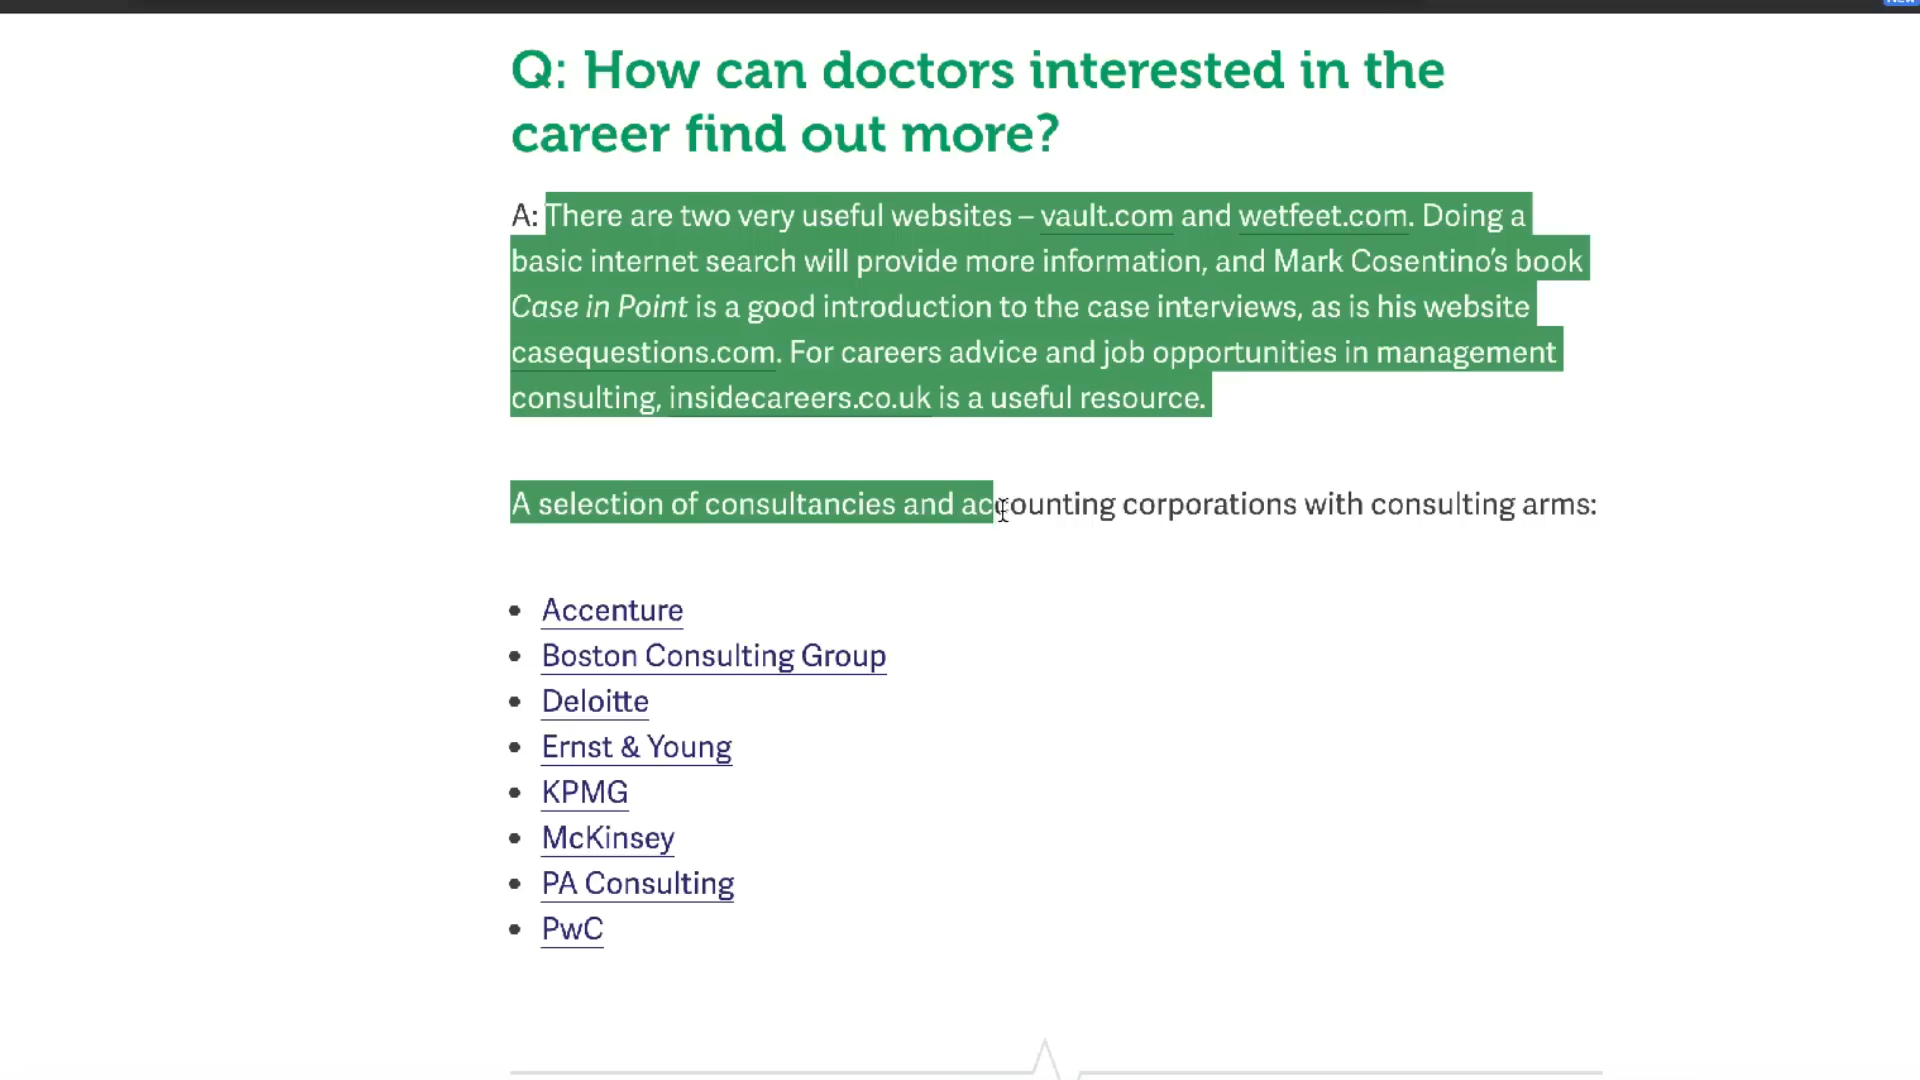 New
Q: How can doctors interested in the
career find out more?
A: There are two very useful websites – vault.com and wetfeet.com. Doing a
basic internet search will provide more information, and Mark Cosentino’s book
Case in Point is a good introduction to the case interviews, as is his website
casequestions.com. For careers advice and job opportunities in management
consulting, insidecareers.co.uk is a useful resource.
A selection of consultancies and accounting corporations with consulting arms:
• Accenture
• Boston Consulting Group
• Deloitte
• Ernst & Young
• KPMG
• McKinsey
• PA Consulting
• PwC